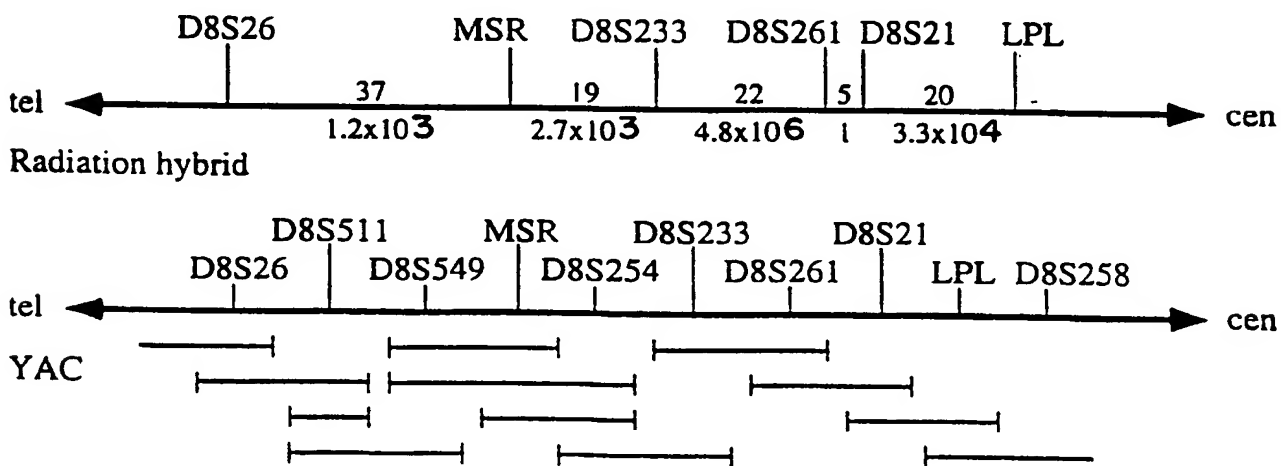 D8S26 MSR D8S233 D8S261 D8S21 LPL
37 19 22 5 20
tel cen
1.2x103 2.7x103 4.8x106 1 3.3x104
Radiation hybrid
D8S511 MSR D8S233 D8S21
D8S26 D8S549 D8S254 D8S261 LPL D8S258
tel cen
YAC